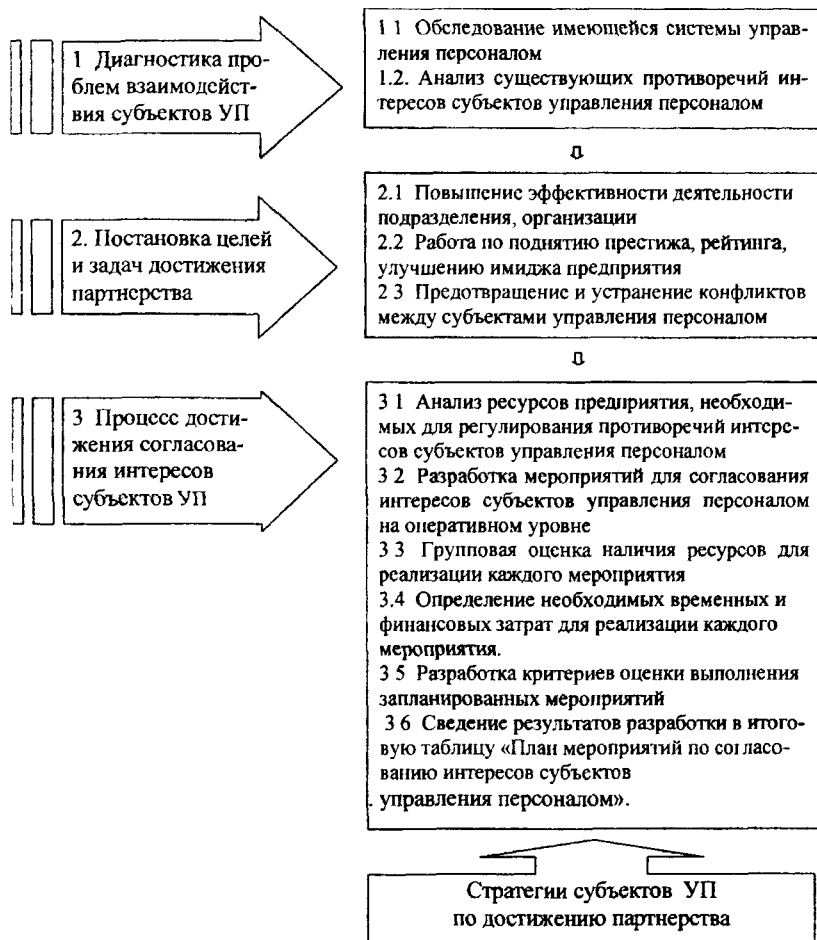 1 Диагностика про-
блем взаимодейст-
вия субъектов УП
1 1 Обследование имеющейся системы управ-
ления персоналом
1.2. Анализ существующих противоречий ин-
тересов субъектов управления персоналом
2. Постановка целей
и задач достижения
партнерства
2.1 Повышение эффективности деятельности
подразделения, организации
2.2 Работа по поднятию престижа, рейтинга,
улучшению имиджа предприятия
2 3 Предотвращение и устранение конфликтов
между субъектами управления персоналом
3 Процесс дости-
жения согласова-
ния интересов
субъектов УП
3 1 Анализ ресурсов предприятия, необходи-
мых для регулирования противоречий интере-
сов субъектов управления персоналом
3 2 Разработка мероприятий для согласования
интересов субъектов управления персоналом
на оперативном уровне
3 3 Групповая оценка наличия ресурсов для
реализации каждого мероприятия
3.4 Определение необходимых временных и
финансовых затрат для реализации каждого
мероприятия.
3 5 Разработка критериев оценки выполнения
запланированных мероприятий
3 6 Сведение результатов разработки в итого-
вую таблицу «План мероприятий по согласо-
ванию интересов субъектов
управления персоналом».
Стратегии субъектов УП
по достижению партнерства